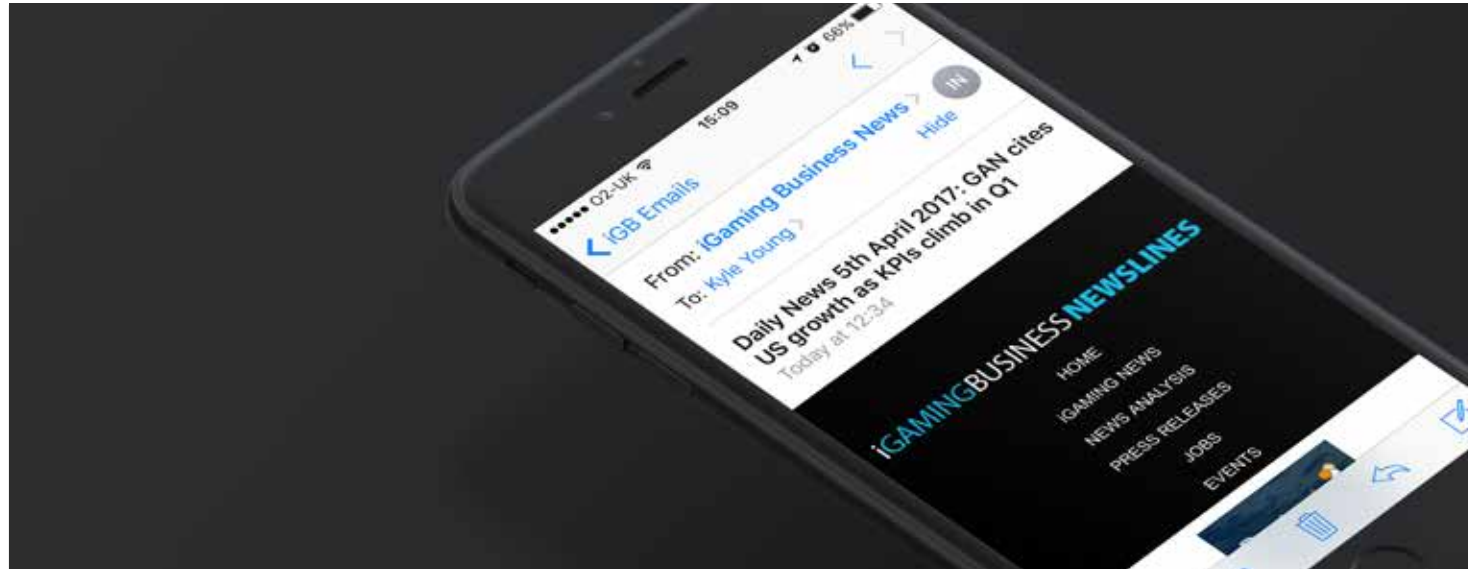 O2-UK 15:09 66%
iGB Emails
From: iGaming Business News
IN
To: Kyle Young
Hide
Daily News 5th April 2017: GAN cites
US growth as KPIs climb in Q1
Today at 12:34
iGAMINGBUSINESSNEWSLINES
HOME
iGAMING NEWS
NEWS ANALYSIS
PRESS RELEASES
JOBS
EVENTS